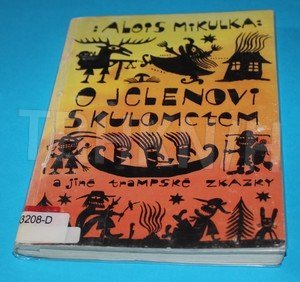 : ALOIS MIKULKA :
O JELENOVI
S KULOMETEM
a jiné trampské zkazky
3208-D